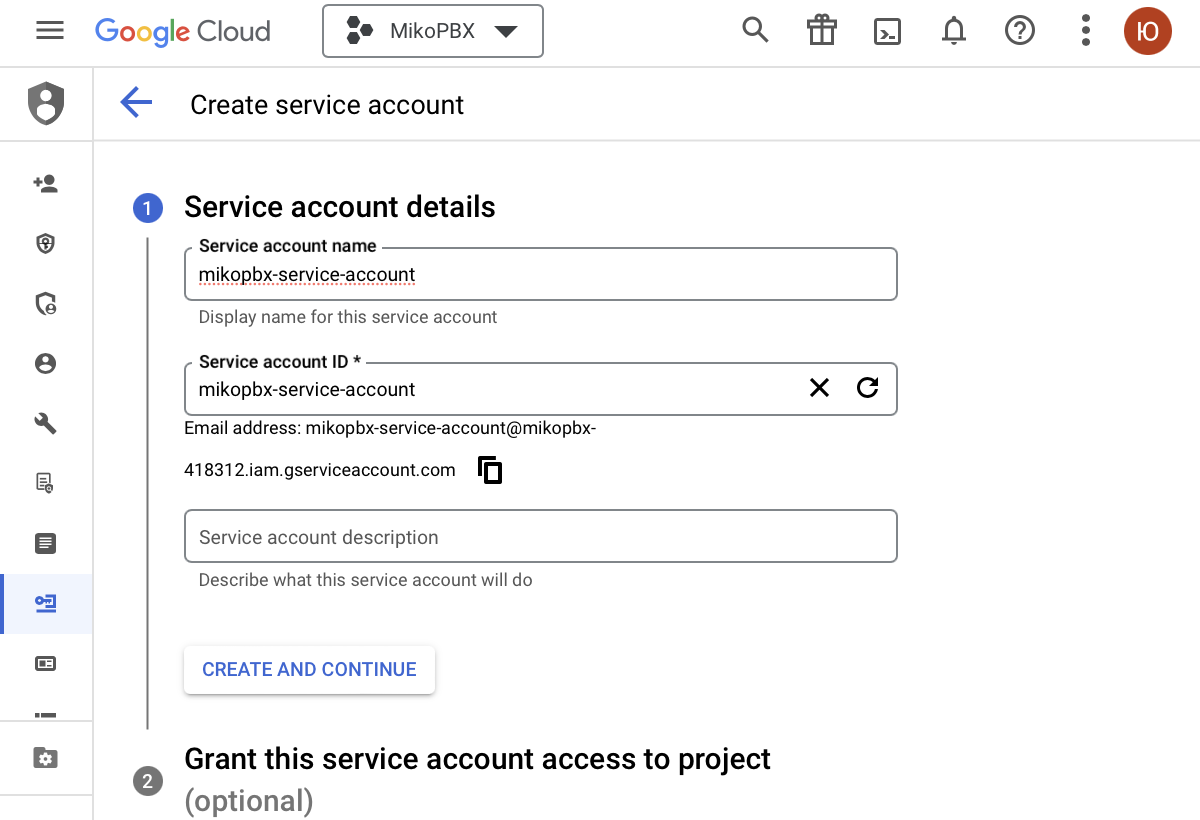 Google Cloud
MikoPBX
Ю
Create service account
1
Service account details
Service account name
mikopbx-service-account
Display name for this service account
Service account ID *
mikopbx-service-account
Email address: mikopbx-service-account@mikopbx-
418312.iam.gserviceaccount.com
Service account description
Describe what this service account will do
CREATE AND CONTINUE
2
Grant this service account access to project
(optional)